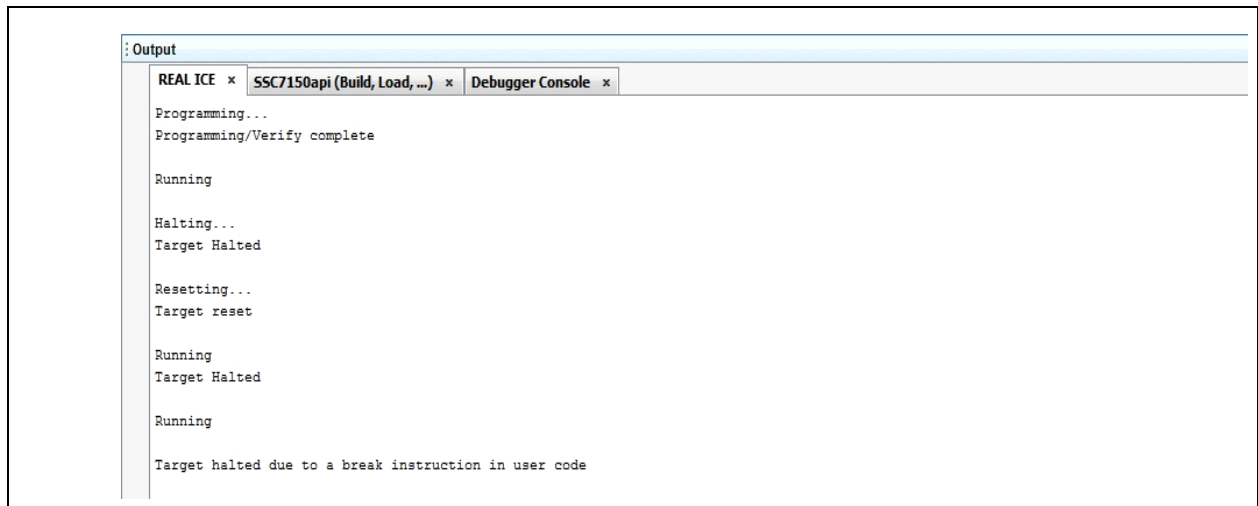 Output
REAL ICE × SSC7150api (Build, Load, ...) × Debugger Console ×
Programming...
Programming/Verify complete
Running
Halting...
Target Halted
Resetting...
Target reset
Running
Target Halted
Running
Target halted due to a break instruction in user code